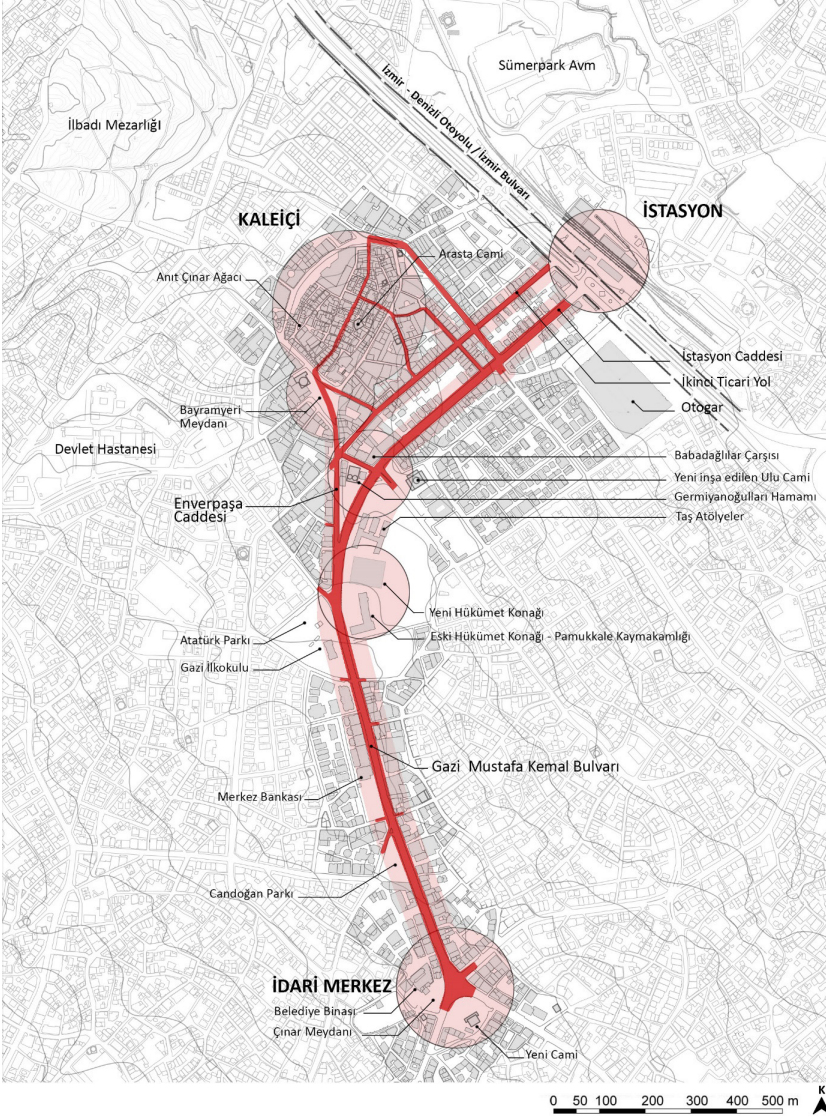 Sümerpark Avm
İzmir - Denizli Otoyolu / İzmir Bulvarı
İlbadı Mezarlığı
İSTASYON
KALEİÇİ
Arasta Cami
Anıt Çınar Ağacı
İstasyon Caddesi
İkinci Ticari Yol
Otogar
Bayramyeri
Meydanı
Devlet Hastanesi
Babadağlılar Çarşısı
Yeni inşa edilen Ulu Cami
Germiyanoğulları Hamamı
Enverpaşa
Caddesi
Taş Atölyeler
Yeni Hükümet Konağı
Atatürk Parkı
Eski Hükümet Konağı - Pamukkale Kaymakamlığı
Gazi İlkokulu
Gazi Mustafa Kemal Bulvarı
Merkez Bankası
Candoğan Parkı
İDARİ MERKEZ
Belediye Binası
Çınar Meydanı
Yeni Cami
K
0 50 100 200 300 400 500 m